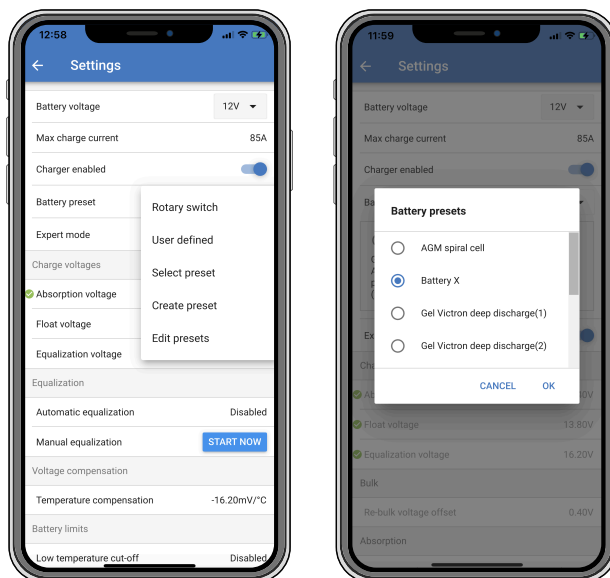 12:58
Settings
Battery voltage 12V
Max charge current 85A
Charger enabled
Battery preset
Expert mode
Rotary switch
User defined
Select preset
Create preset
Edit presets
Charge voltages
Absorption voltage
Float voltage
Equalization voltage
Equalization
Automatic equalization Disabled
Manual equalization START NOW
Voltage compensation
Temperature compensation -16.20mV/°C
Battery limits
Low temperature cut-off Disabled
11:59
Settings
Battery voltage 12V
Max charge current 85A
Charger enabled
Battery presets
AGM spiral cell
Battery X
Gel Victron deep discharge(1)
Gel Victron deep discharge(2)
CANCEL OK
Float voltage 13.80V
Equalization voltage 16.20V
Bulk
Re-bulk voltage offset 0.40V
Absorption